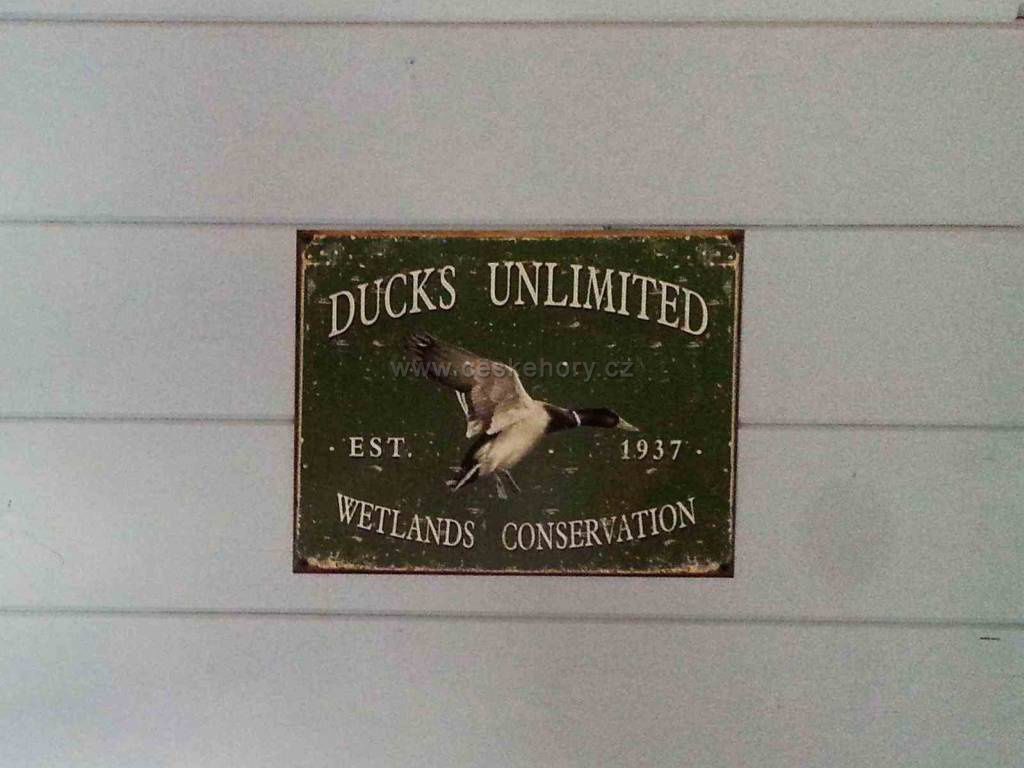 DUCKS UNLIMITED
www.ceskehory.cz
· EST. · 1937 ·
WETLANDS CONSERVATION